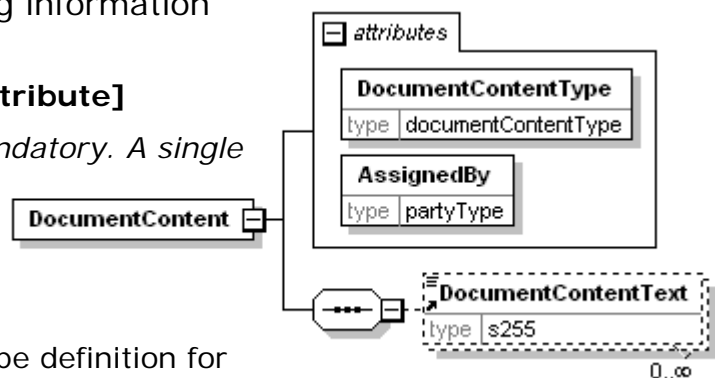 g information
tribute]
ndatory. A single
attributes
DocumentContentType
type documentContentType
AssignedBy
type partyType
DocumentContent
DocumentContentText
type s255
0..∞
pe definition for